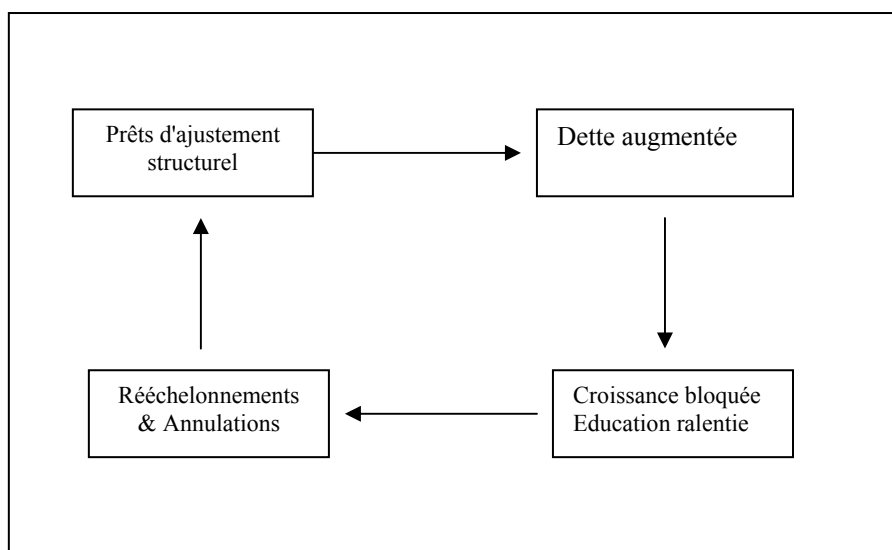 Prêts d'ajustement
structurel
Dette augmentée
Rééchelonnements
& Annulations
Croissance bloquée
Education ralentie